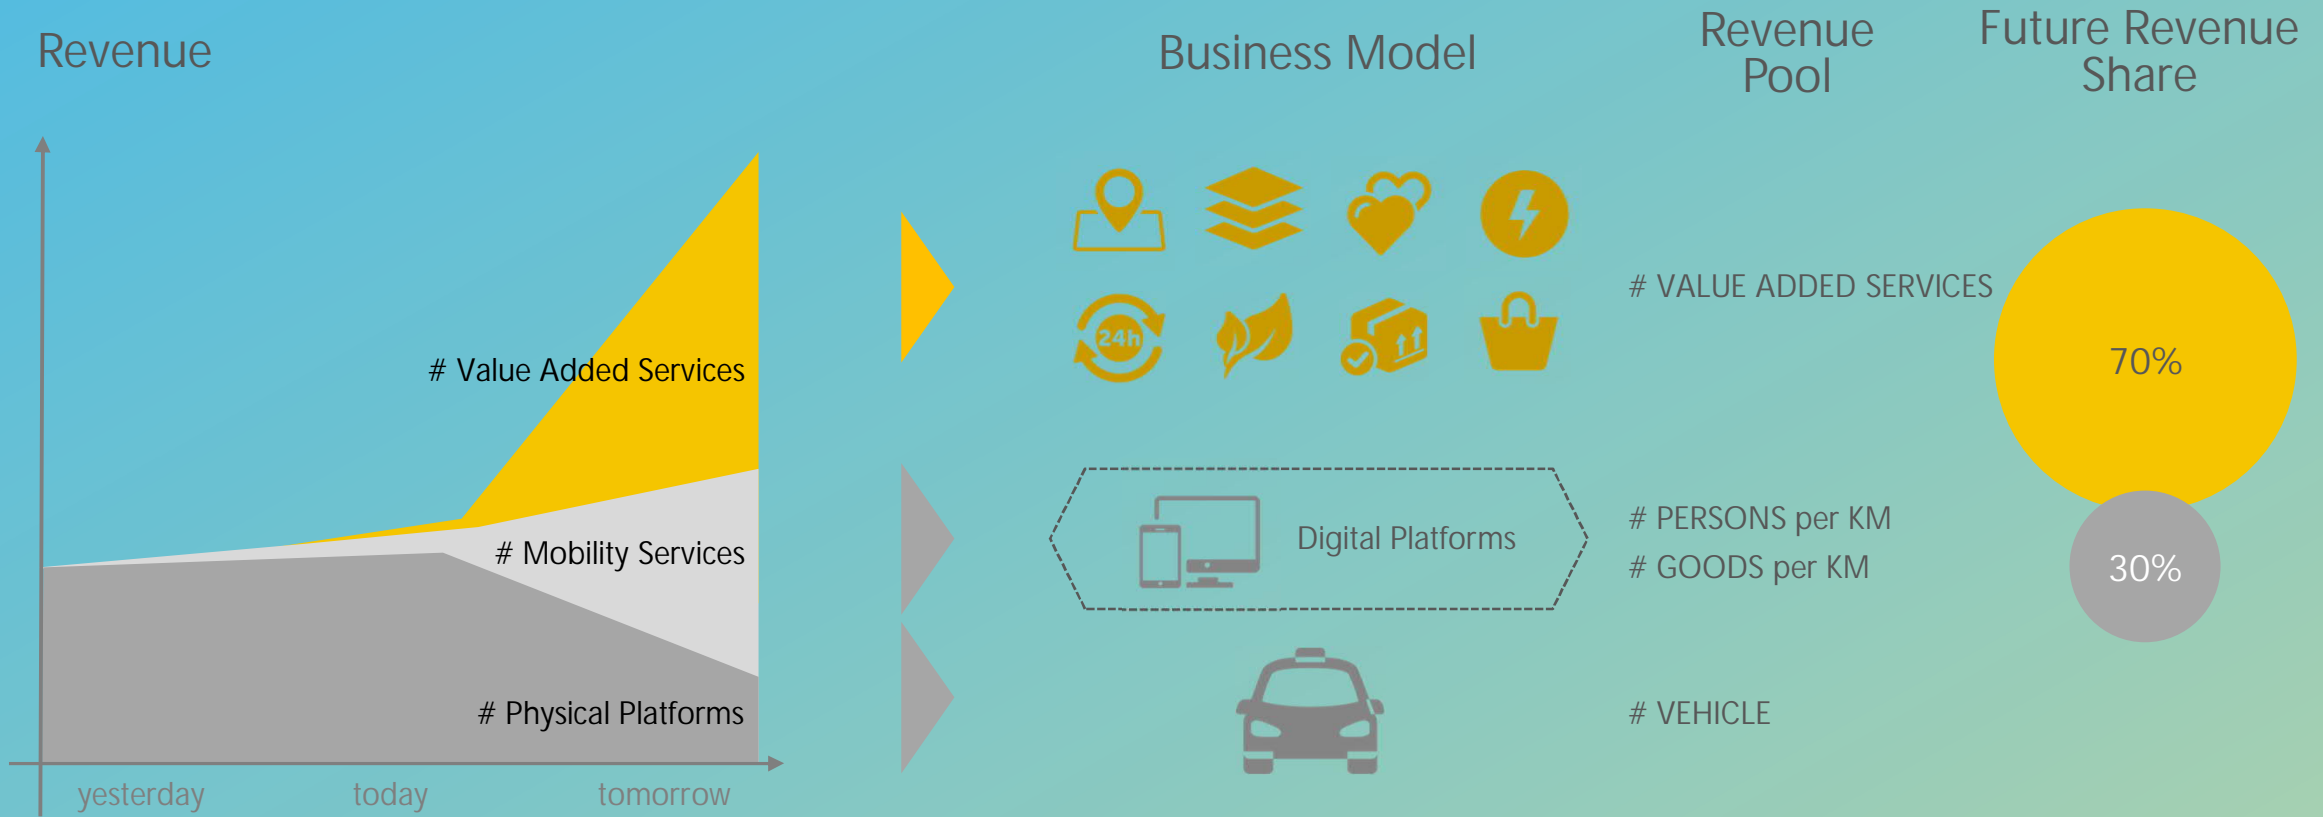 Revenue
Business Model
Revenue
Pool
Future Revenue
Share
# Value Added Services
# Mobility Services
# Physical Platforms
yesterday
today
tomorrow
24h
Digital Platforms
# VALUE ADDED SERVICES
# PERSONS per KM
# GOODS per KM
# VEHICLE
70%
30%